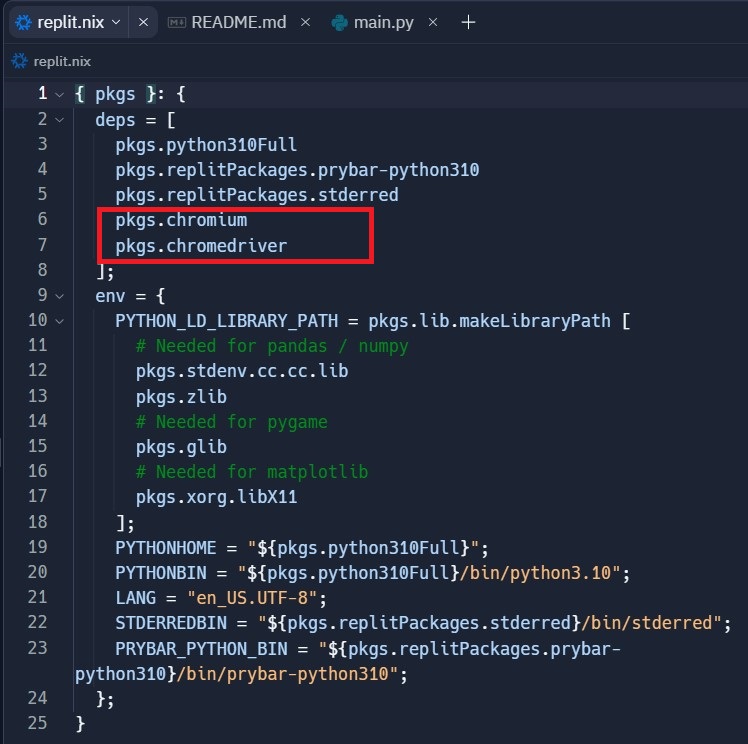 replit.nix README.md main.py
replit.nix
1 { pkgs }: {
2 deps = [
3 pkgs.python310Full
4 pkgs.replitPackages.prybar-python310
5 pkgs.replitPackages.stderred
6 pkgs.chromium
7 pkgs.chromedriver
8 ];
9 env = {
10 PYTHON_LD_LIBRARY_PATH = pkgs.lib.makeLibraryPath [
11 # Needed for pandas / numpy
12 pkgs.stdenv.cc.cc.lib
13 pkgs.zlib
14 # Needed for pygame
15 pkgs.glib
16 # Needed for matplotlib
17 pkgs.xorg.libX11
18 ];
19 PYTHONHOME = "${pkgs.python310Full}";
20 PYTHONBIN = "${pkgs.python310Full}/bin/python3.10";
21 LANG = "en_US.UTF-8";
22 STDERREDBIN = "${pkgs.replitPackages.stderred}/bin/stderred";
23 PRYBAR_PYTHON_BIN = "${pkgs.replitPackages.prybar-
python310}/bin/prybar-python310";
24 };
25 }